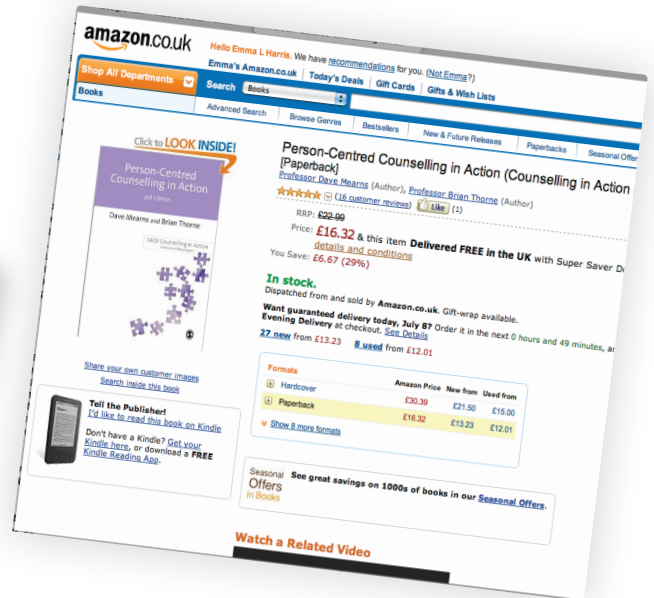 amazon.co.uk
Hello Emma L Harris. We have recommendations for you. (Not Emma?)
Emma's Amazon.co.uk | Today's Deals | Gift Cards | Gifts & Wish Lists
Shop All Departments
Search Books
Books
Advanced Search
Browse Genres
Bestsellers
New & Future Releases
Paperbacks
Seasonal Offer
Click to LOOK INSIDE!
Person-Centred
Counselling in Action
3rd Edition
Dave Mearns and Brian Thorne
SAGE Counselling in Action
Person-Centred Counselling in Action (Counselling in Action
[Paperback]
Professor Dave Mearns (Author), Professor Brian Thorne (Author)
(16 customer reviews) Like (1)
RRP: £22.99
Price: £16.32 & this item Delivered FREE in the UK with Super Saver De
details and conditions
You Save: £6.67 (29%)
In stock.
Dispatched from and sold by Amazon.co.uk. Gift-wrap available.
Want guaranteed delivery today, July 8? Order it in the next 0 hours and 49 minutes, an
Evening Delivery at checkout. See Details
27 new from £13.23 8 used from £12.01
Formats Amazon Price New from Used from
Hardcover £30.39 £21.50 £15.00
Paperback £16.32 £13.23 £12.01
Show 8 more formats
Share your own customer images
Search inside this book
Tell the Publisher!
I'd like to read this book on Kindle
Don't have a Kindle? Get your
Kindle here, or download a FREE
Kindle Reading App.
Seasonal
Offers
in Books
See great savings on 1000s of books in our Seasonal Offers.
Watch a Related Video